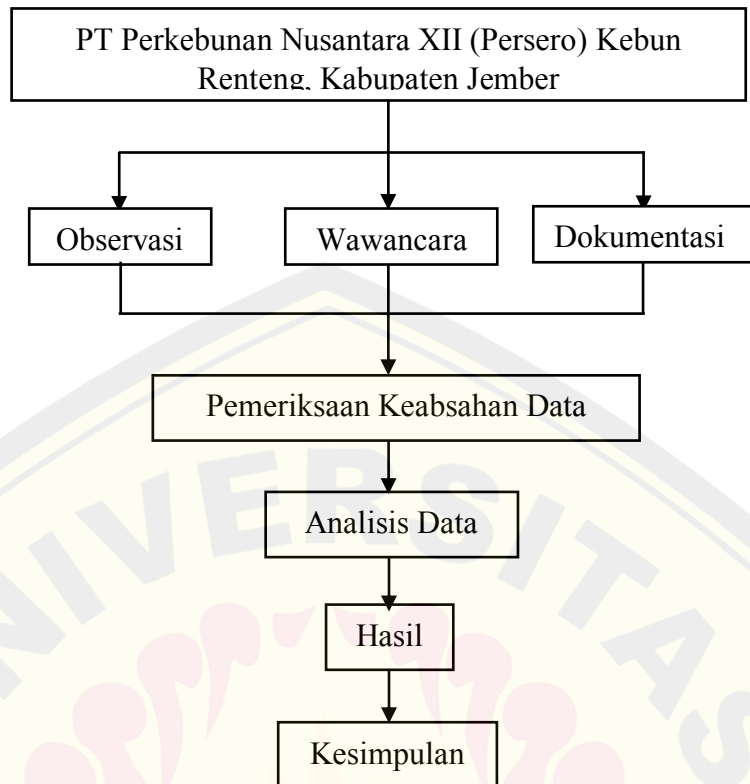 PT Perkebunan Nusantara XII (Persero) Kebun
Renteng, Kabupaten Jember
Observasi
Wawancara
Dokumentasi
Pemeriksaan Keabsahan Data
Analisis Data
Hasil
Kesimpulan
UNIVERSITAS